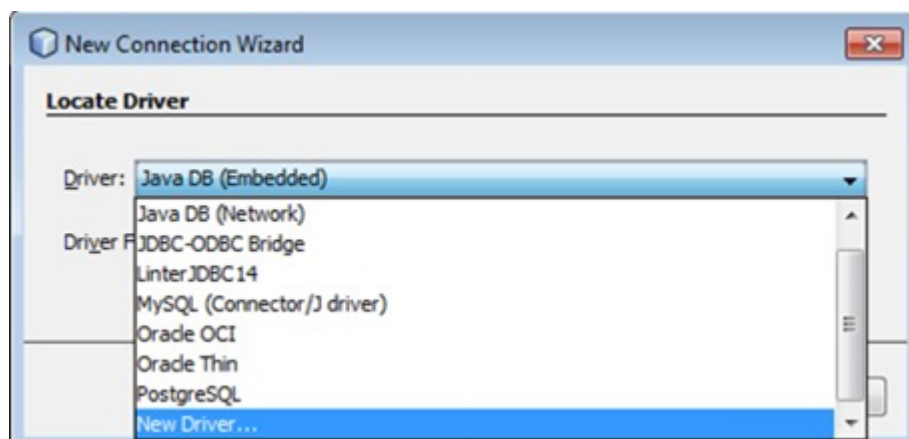 New Connection Wizard
Locate Driver
Driver: Java DB (Embedded)
Java DB (Network)
Driver F JDBC-ODBC Bridge
LinterJDBC14
MySQL (Connector/J driver)
Oracle OCI
Oracle Thin
PostgreSQL
New Driver...